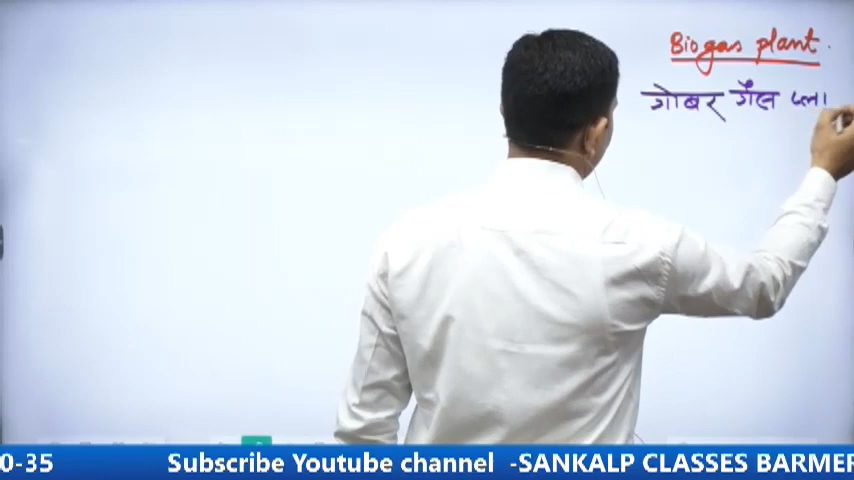 Biogas plant.
गोबर गैस प्ला
0-35 Subscribe Youtube channel -SANKALP CLASSES BARMER